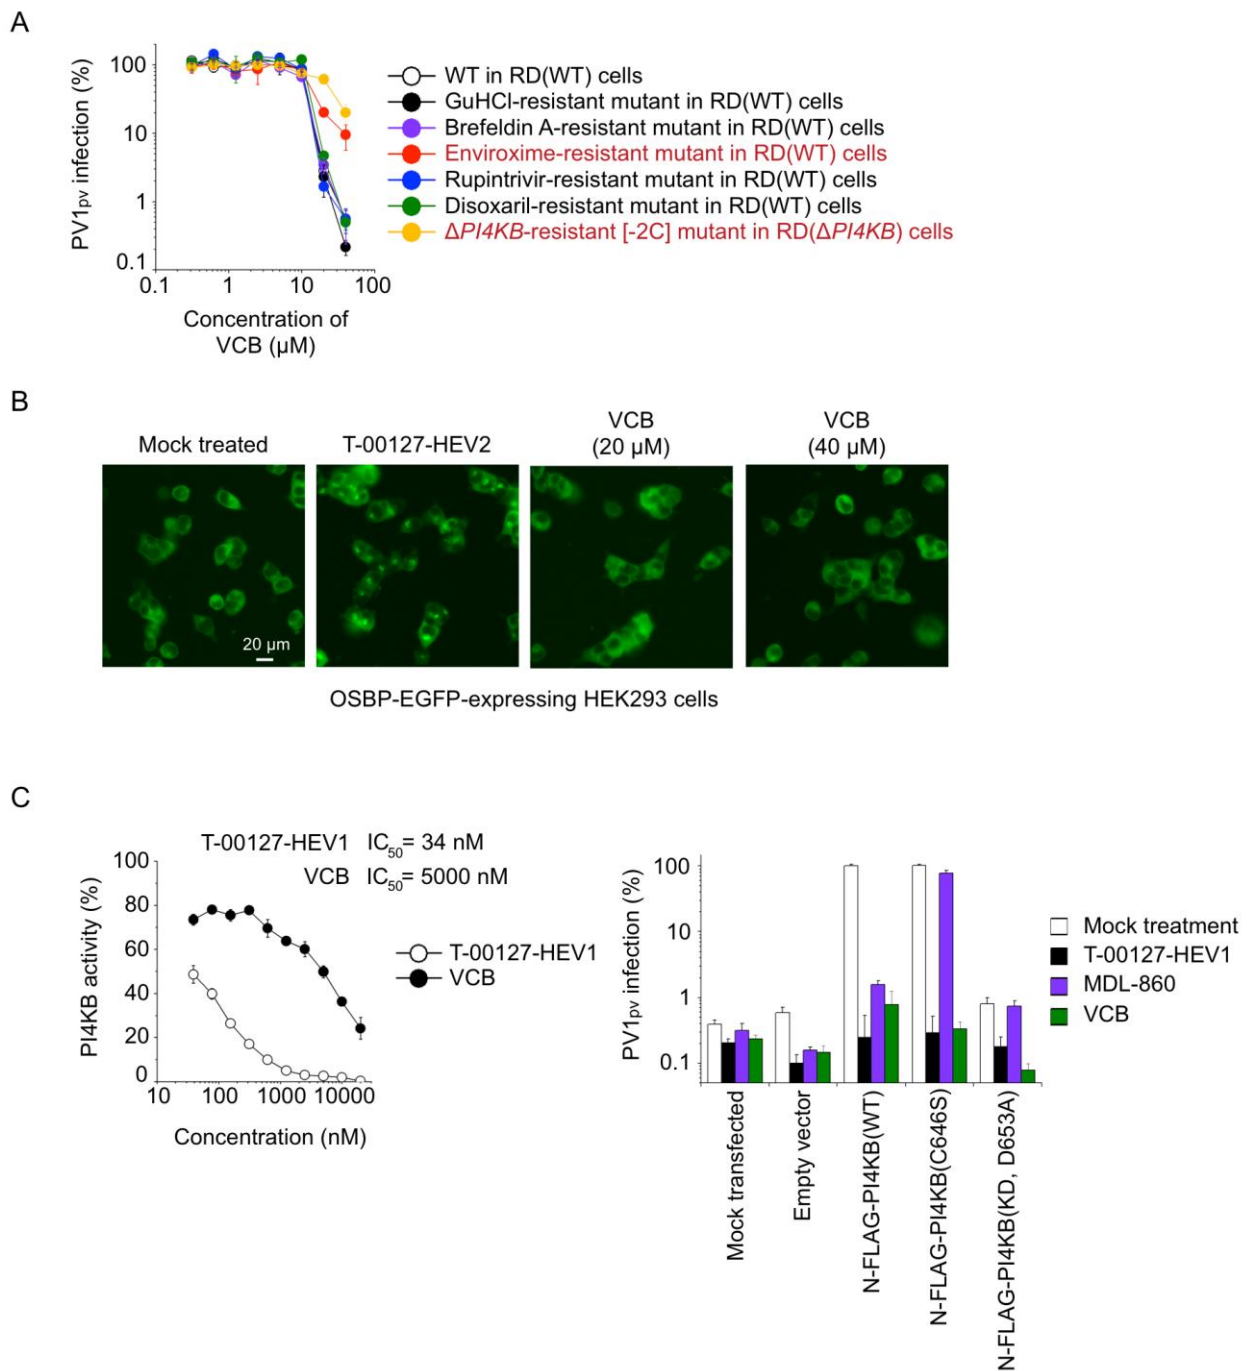 A
PV1pv infection (%)
100
10
1
0.1
0.1
1
10
100
Concentration of
VCB (µM)
WT in RD(WT) cells
GuHCl-resistant mutant in RD(WT) cells
Brefeldin A-resistant mutant in RD(WT) cells
Enviroxime-resistant mutant in RD(WT) cells
Rupintrivir-resistant mutant in RD(WT) cells
Disoxaril-resistant mutant in RD(WT) cells
ΔPI4KB-resistant [-2C] mutant in RD(ΔPI4KB) cells
B
Mock treated
T-00127-HEV2
VCB
(20 µM)
VCB
(40 µM)
20 µm
OSBP-EGFP-expressing HEK293 cells
C
T-00127-HEV1 IC50= 34 nM
VCB IC50= 5000 nM
PI4KB activity (%)
100
80
60
40
20
0
10
100
1000
10000
Concentration (nM)
T-00127-HEV1
VCB
PV1pv infection (%)
100
10
1
0.1
Mock transfected
Empty vector
N-FLAG-PI4KB(WT)
N-FLAG-PI4KB(C646S)
N-FLAG-PI4KB(KD, D653A)
Mock treatment
T-00127-HEV1
MDL-860
VCB